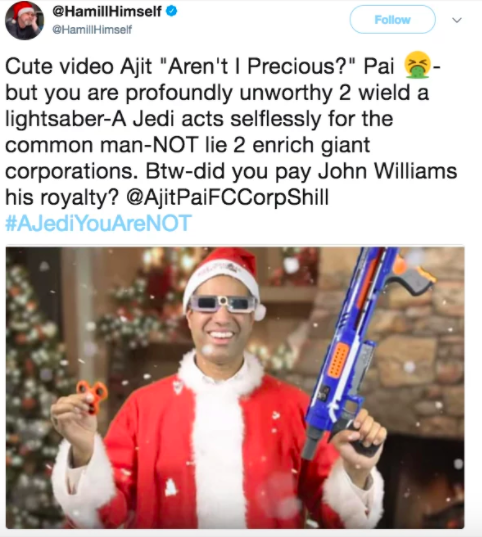 @HamillHimself
@HamillHimself
Follow
Cute video Ajit "Aren't I Precious?" Pai 🤮-
but you are profoundly unworthy 2 wield a
lightsaber-A Jedi acts selflessly for the
common man-NOT lie 2 enrich giant
corporations. Btw-did you pay John Williams
his royalty? @AjitPaiFCCorpShill
#AJediYouAreNOT